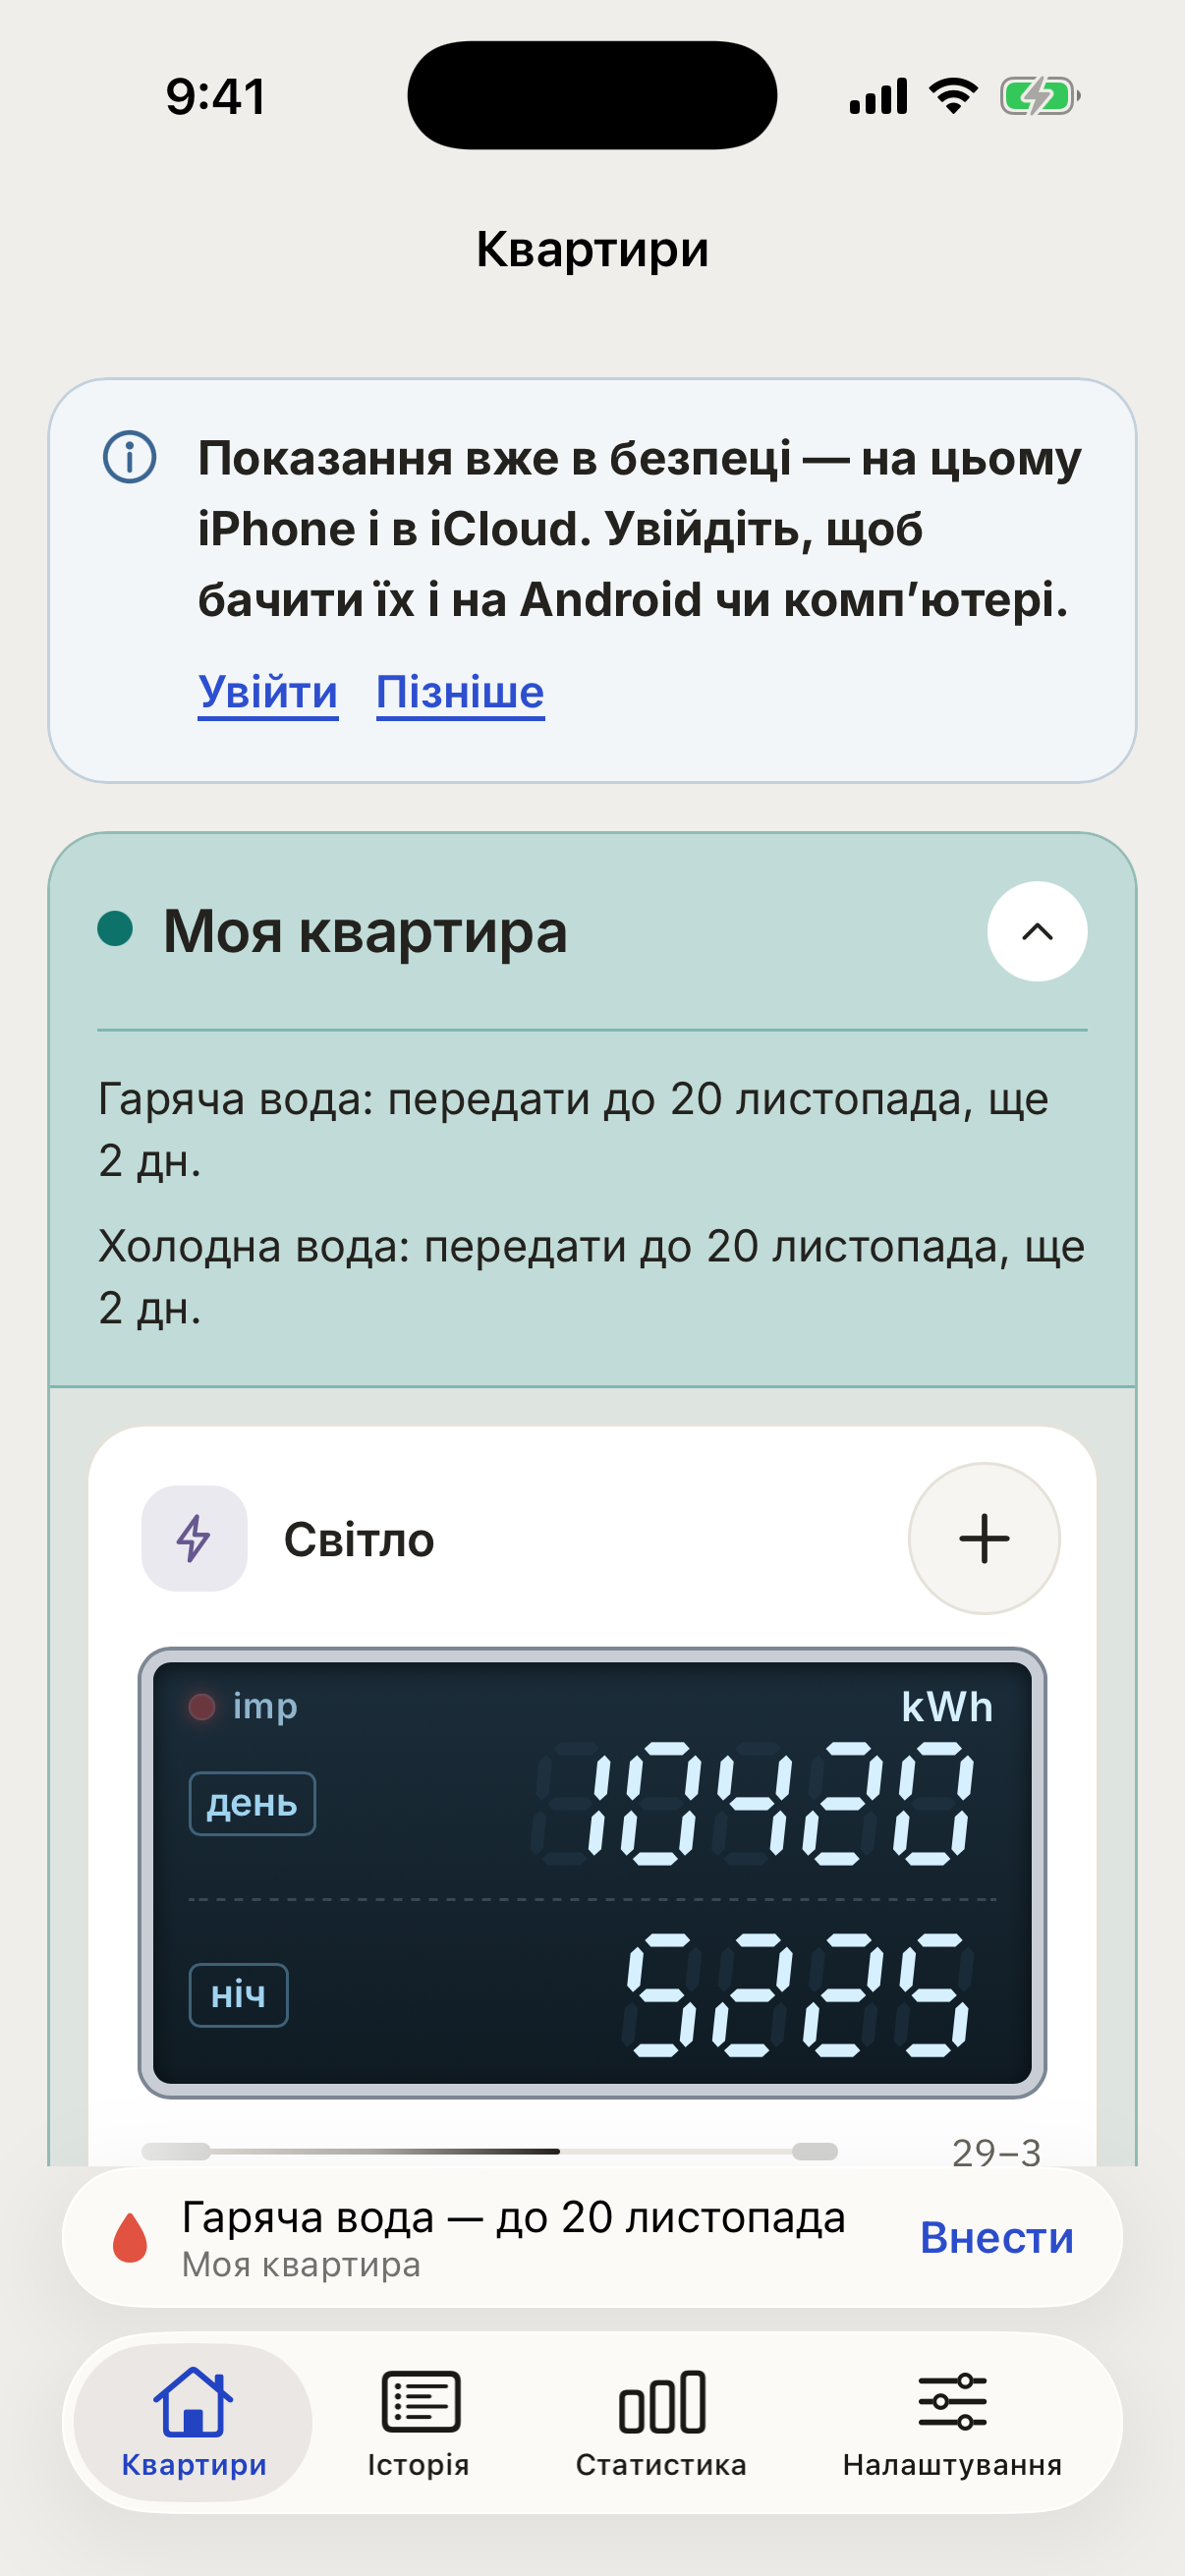 9:41
Квартири
Показання вже в безпеці — на цьому
iPhone і в iCloud. Увійдіть, щоб
бачити їх і на Android чи комп’ютері.
Увійти Пізніше
Моя квартира
Гаряча вода: передати до 20 листопада, ще
2 дн.
Холодна вода: передати до 20 листопада, ще
2 дн.
Світло
imp kWh
день 10420
ніч 5225
29–3
Гаряча вода — до 20 листопада
Моя квартира
Внести
Квартири Історія Статистика Налаштування